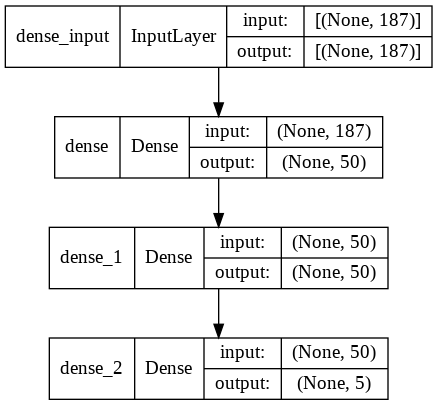 dense_input InputLayer input: [(None, 187)]
output: [(None, 187)]
dense Dense input: (None, 187)
output: (None, 50)
dense_1 Dense input: (None, 50)
output: (None, 50)
dense_2 Dense input: (None, 50)
output: (None, 5)